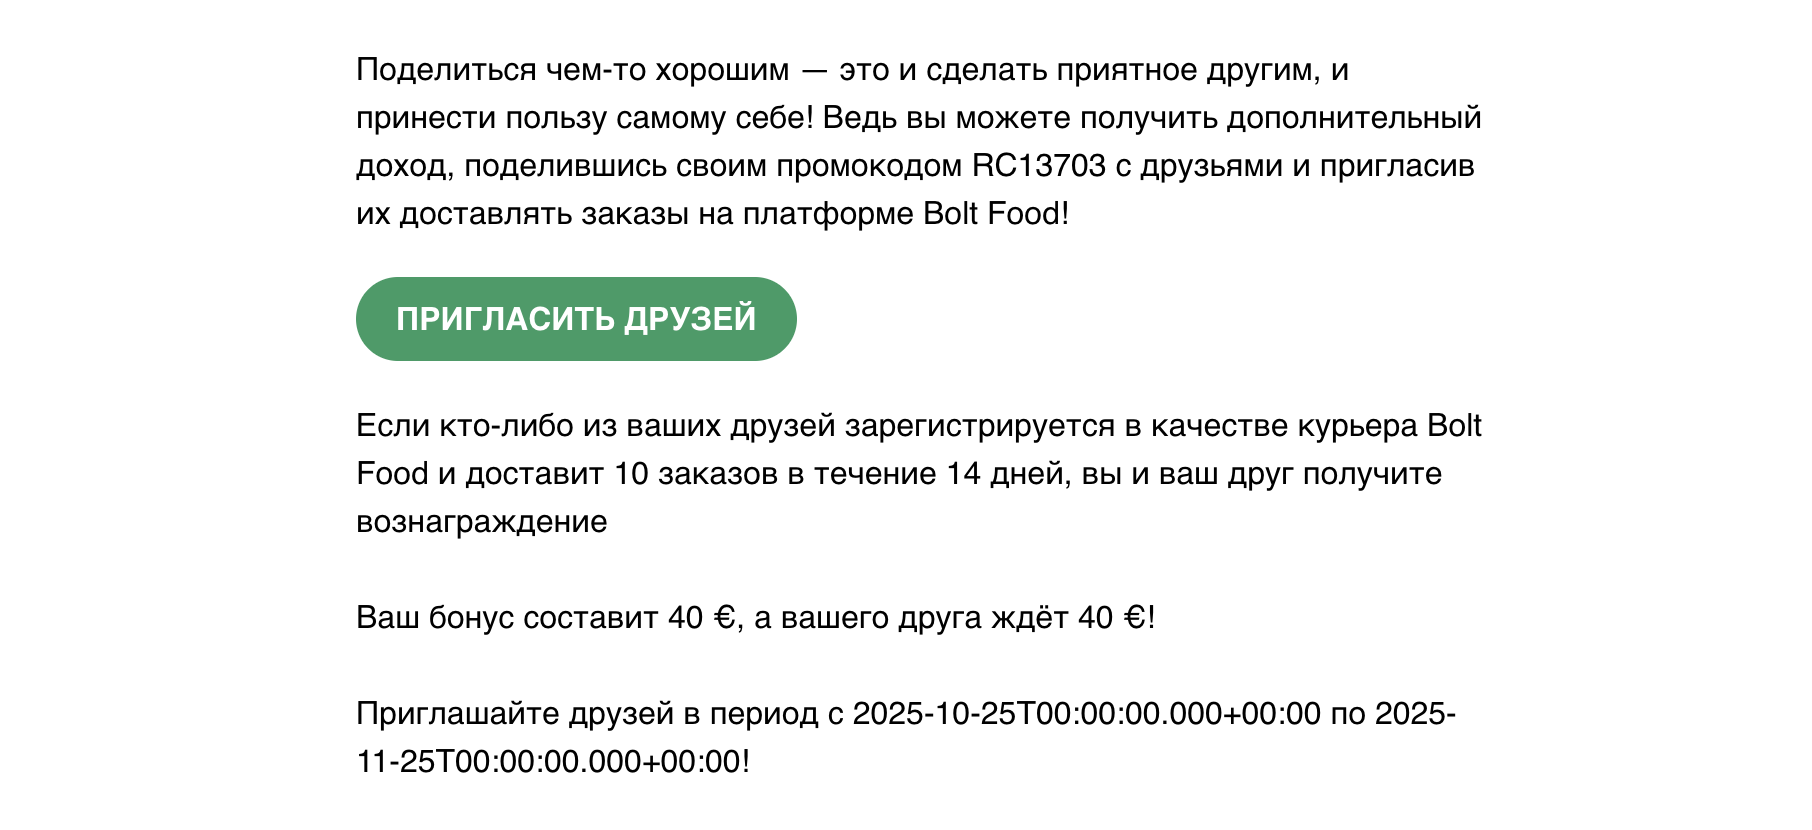 Поделиться чем-то хорошим — это и сделать приятное другим, и
принести пользу самому себе! Ведь вы можете получить дополнительный
доход, поделившись своим промокодом RC13703 с друзьями и пригласив
их доставлять заказы на платформе Bolt Food!
ПРИГЛАСИТЬ ДРУЗЕЙ
Если кто-либо из ваших друзей зарегистрируется в качестве курьера Bolt
Food и доставит 10 заказов в течение 14 дней, вы и ваш друг получите
вознаграждение
Ваш бонус составит 40 €, а вашего друга ждёт 40 €!
Приглашайте друзей в период с 2025-10-25T00:00:00.000+00:00 по 2025-
11-25T00:00:00.000+00:00!